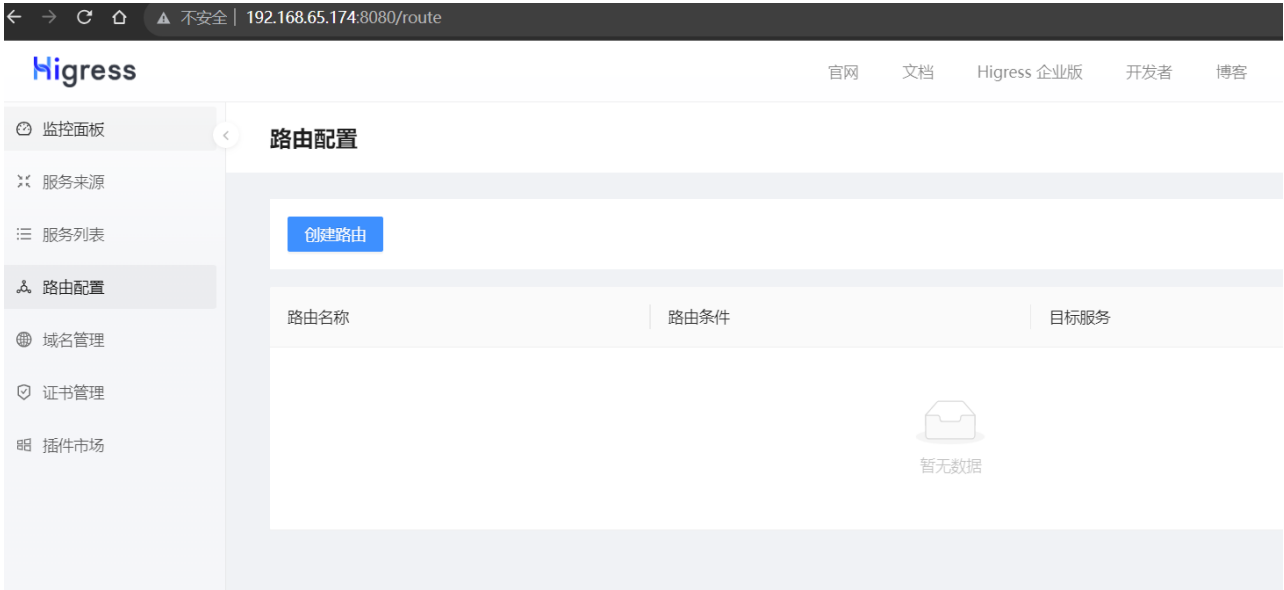 不安全 192.168.65.174:8080/route
Higress 官网 文档 Higress 企业版 开发者 博客
监控面板
服务来源
服务列表
路由配置
域名管理
证书管理
插件市场
路由配置
创建路由
路由名称 路由条件 目标服务
暂无数据